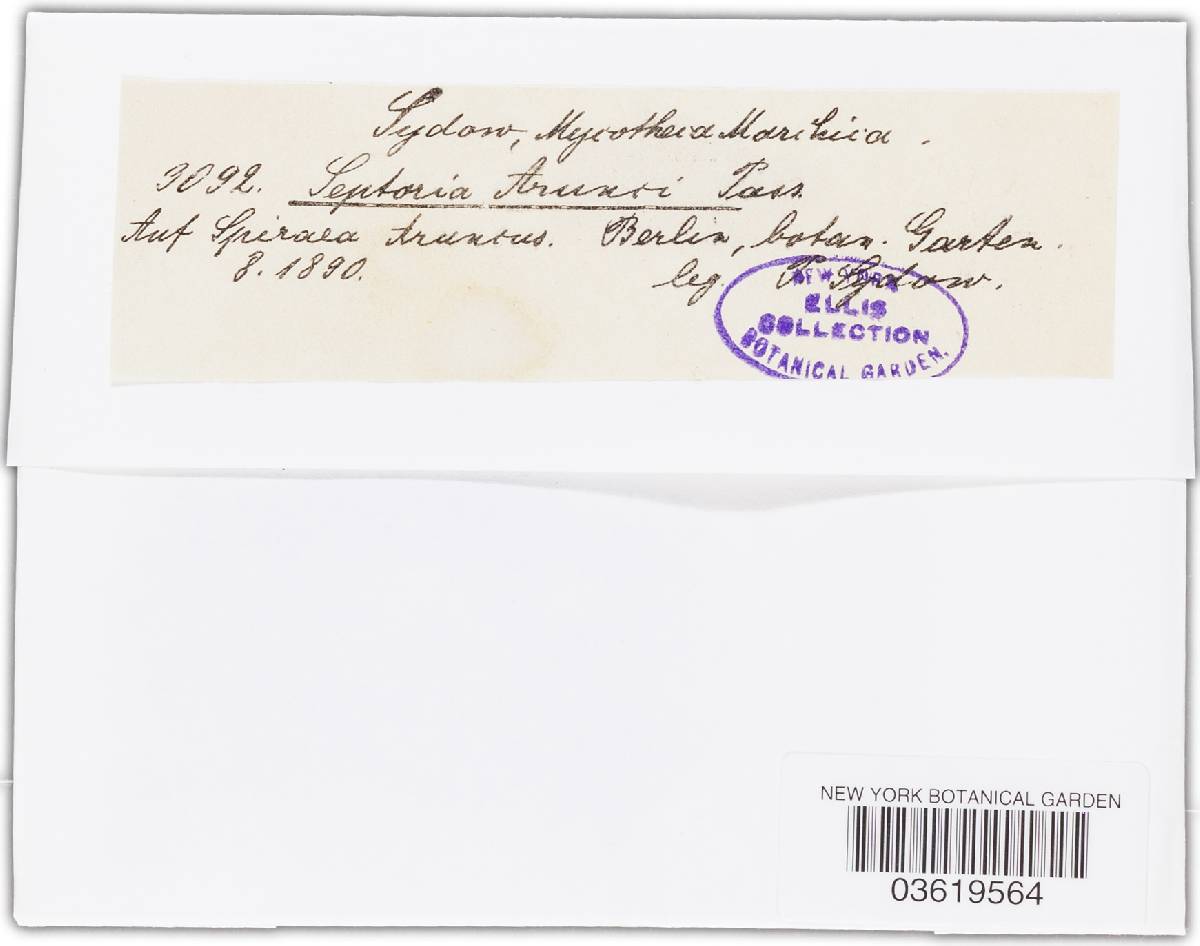 Sydow, Mycotheca Marchica.
3092. Septoria Arunci Pass.
Auf Spiraea Aruncus. Berlin, botan. Garten.
8. 1890. leg. P. Sydow.
NEW YORK
ELLIS
COLLECTION
BOTANICAL GARDEN.
NEW YORK BOTANICAL GARDEN
03619564